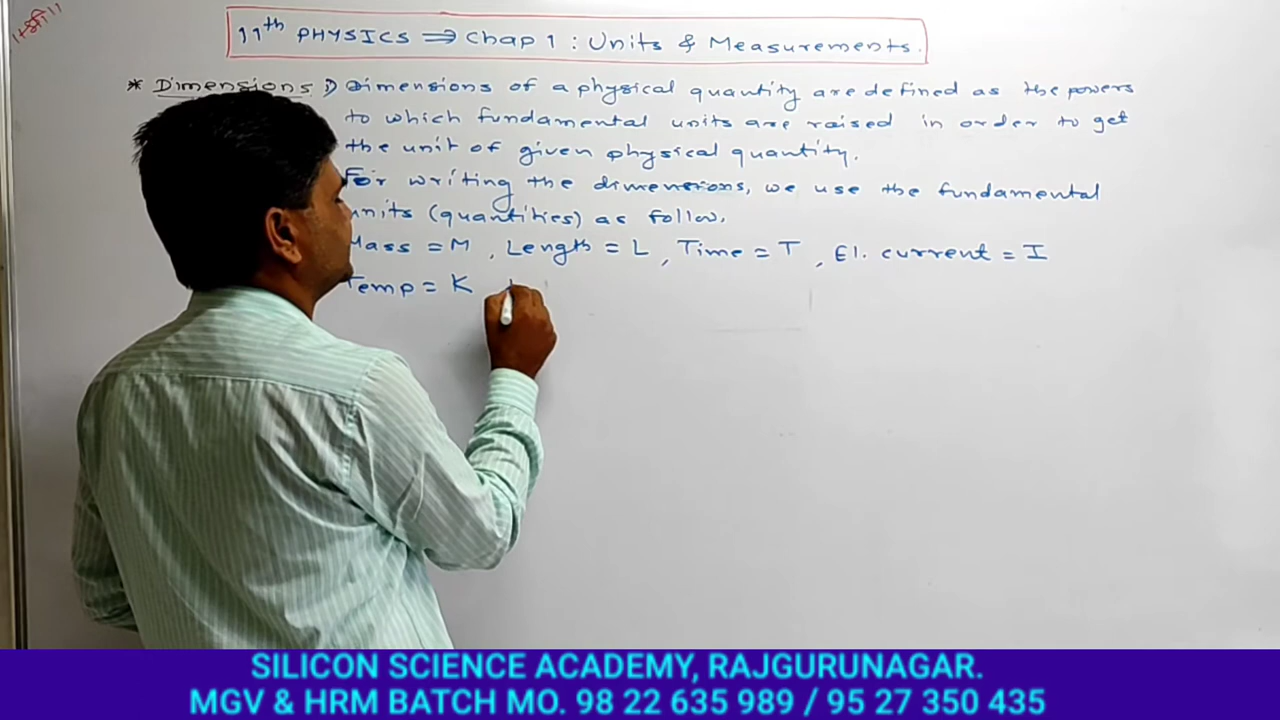 ॥श्री॥
11th PHYSICS ⇒ Chap 1 : Units & Measurements.
* Dimensions :) Dimensions of a physical quantity are defined as the powers
to which fundamental units are raised in order to get
the unit of given physical quantity.
For writing the dimensions, we use the fundamental
units (quantities) as follow.
Mass = M , Length = L , Time = T , El. current = I
Temp = K
SILICON SCIENCE ACADEMY, RAJGURUNAGAR.
MGV & HRM BATCH MO. 98 22 635 989 / 95 27 350 435